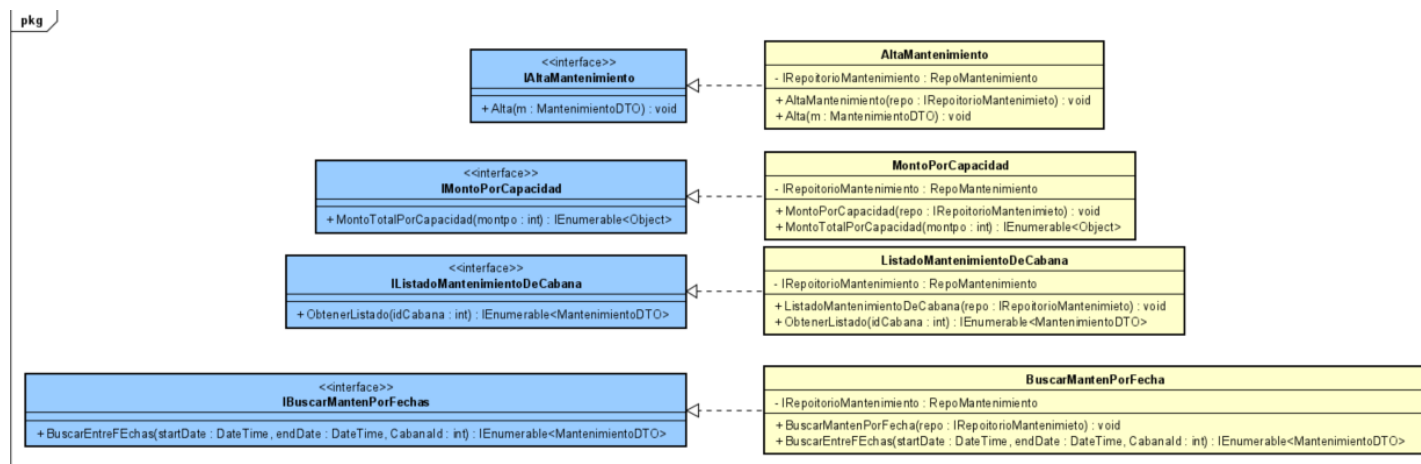 pkg
<<interface>>
IAltaMantenimiento
+ Alta(m : MantenimientoDTO) : void
AltaMantenimiento
- IRepoitorioMantenimiento : RepoMantenimiento
+ AltaMantenimiento(repo : IRepoitorioMantenimieto) : void
+ Alta(m : MantenimientoDTO) : void
<<interface>>
IMontoPorCapacidad
+ MontoTotalPorCapacidad(montpo : int) : IEnumerable<Object>
MontoPorCapacidad
- IRepoitorioMantenimiento : RepoMantenimiento
+ MontoPorCapacidad(repo : IRepoitorioMantenimieto) : void
+ MontoTotalPorCapacidad(montpo : int) : IEnumerable<Object>
<<interface>>
IListadoMantenimientoDeCabana
+ ObtenerListado(idCabana : int) : IEnumerable<MantenimientoDTO>
ListadoMantenimientoDeCabana
- IRepoitorioMantenimiento : RepoMantenimiento
+ ListadoMantenimientoDeCabana(repo : IRepoitorioMantenimieto) : void
+ ObtenerListado(idCabana : int) : IEnumerable<MantenimientoDTO>
<<interface>>
IBuscarMantenPorFechas
+ BuscarEntreFEchas(startDate : DateTime, endDate : DateTime, CabanaId : int) : IEnumerable<MantenimientoDTO>
BuscarMantenPorFecha
- IRepoitorioMantenimiento : RepoMantenimiento
+ BuscarMantenPorFecha(repo : IRepoitorioMantenimieto) : void
+ BuscarEntreFEchas(startDate : DateTime, endDate : DateTime, CabanaId : int) : IEnumerable<MantenimientoDTO>